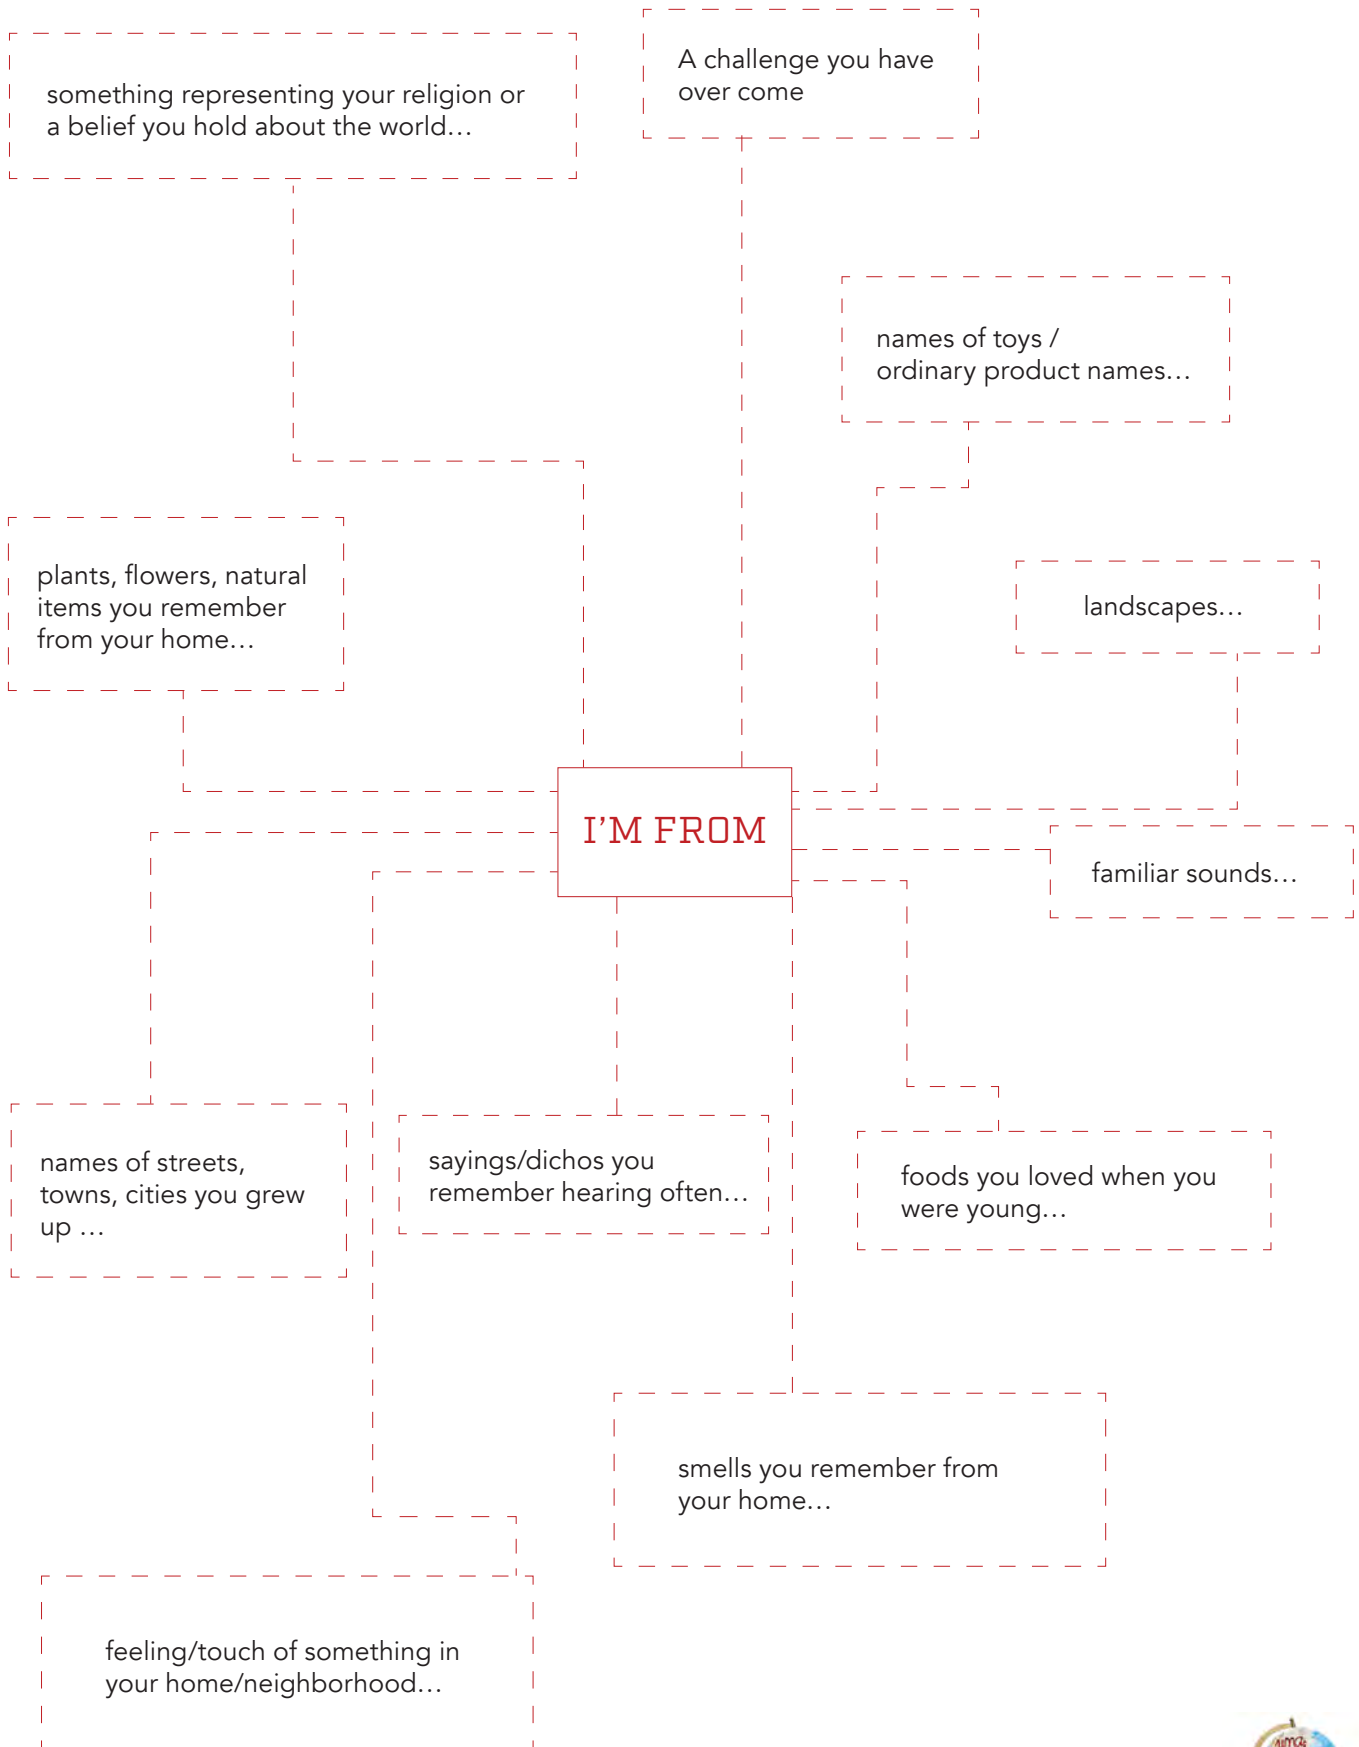 something representing your religion or
a belief you hold about the world…
A challenge you have
over come
names of toys /
ordinary product names…
plants, flowers, natural
items you remember
from your home…
landscapes…
I’M FROM
familiar sounds…
names of streets,
towns, cities you grew
up …
sayings/dichos you
remember hearing often…
foods you loved when you
were young…
smells you remember from
your home…
feeling/touch of something in
your home/neighborhood…